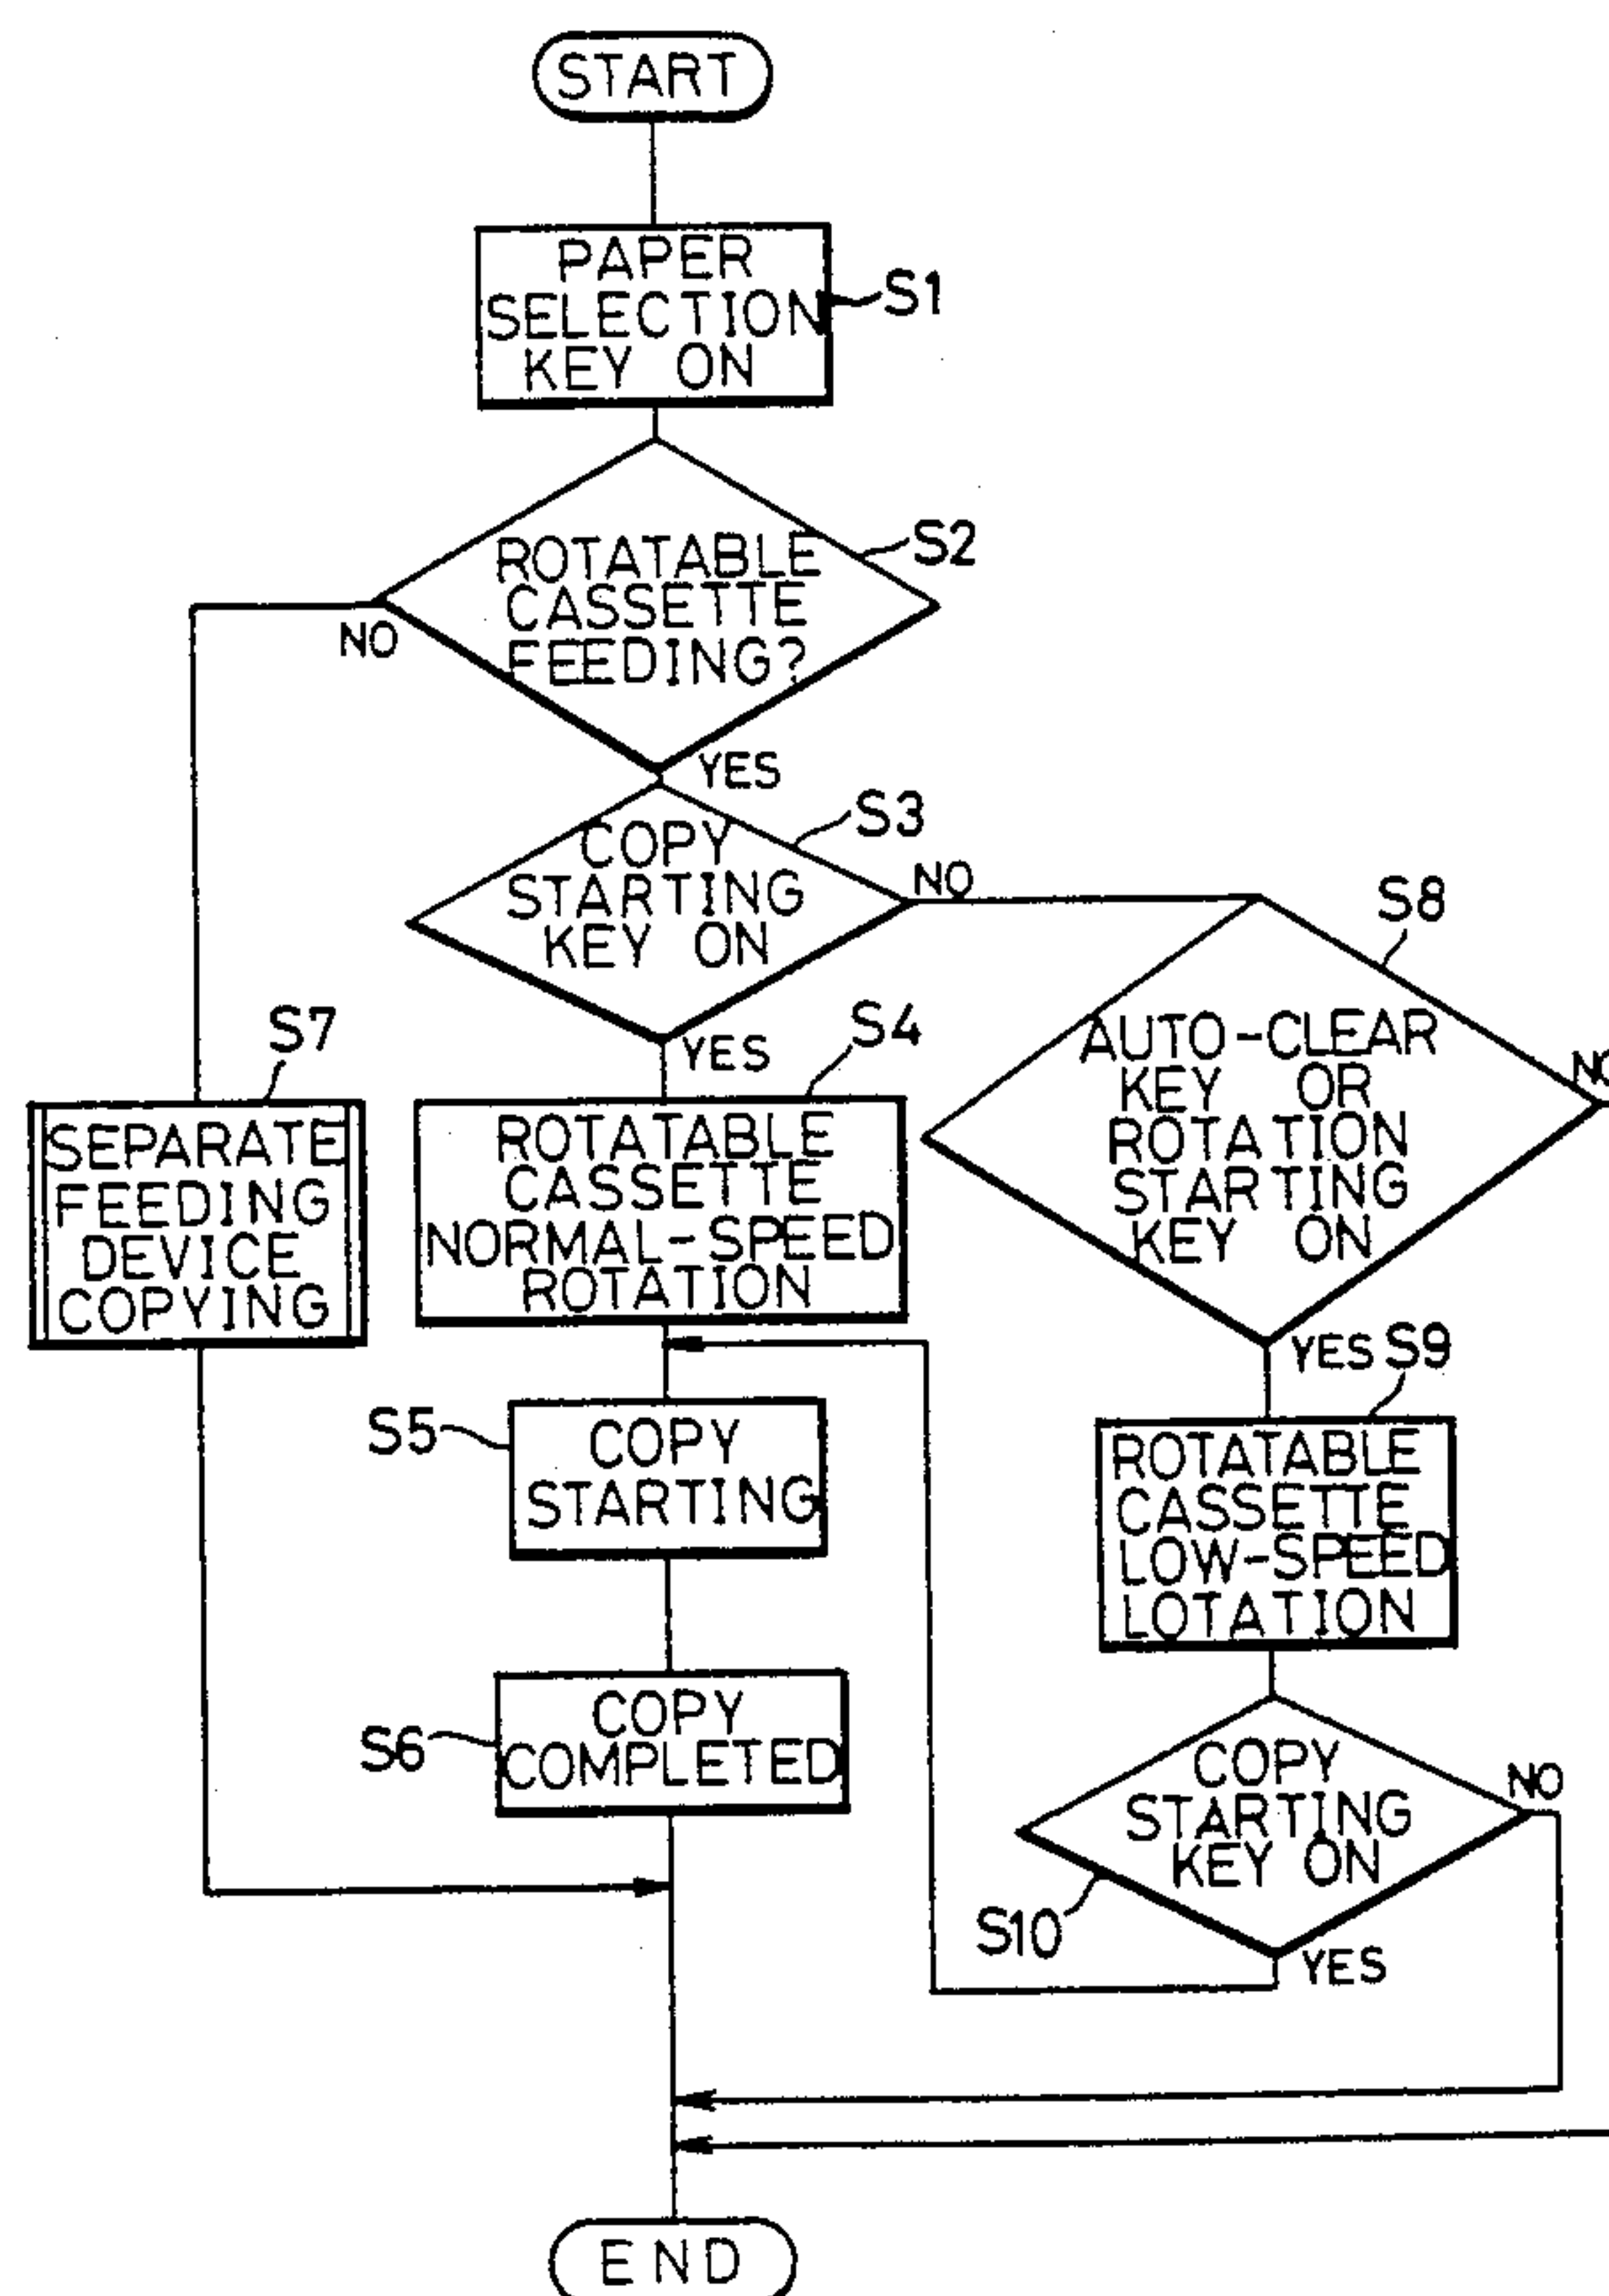 START
PAPER
SELECTION
KEY ON
S1
ROTATABLE
CASSETTE
FEEDING?
S2
NO
YES
COPY
STARTING
KEY ON
S3
NO
YES
S8
AUTO-CLEAR
KEY OR
ROTATION
STARTING
KEY ON
NO
YES
S7
SEPARATE
FEEDING
DEVICE
COPYING
S4
ROTATABLE
CASSETTE
NORMAL-SPEED
ROTATION
S9
ROTATABLE
CASSETTE
LOW-SPEED
LOTATION
S5
COPY
STARTING
S6
COPY
COMPLETED
COPY
STARTING
KEY ON
S10
NO
YES
END